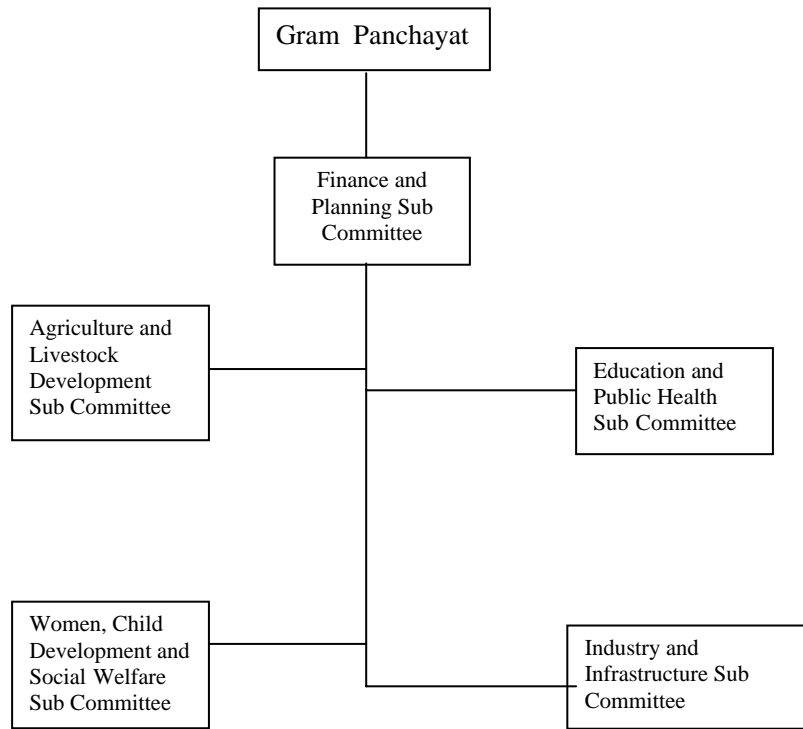 Gram Panchayat
Finance and
Planning Sub
Committee
Agriculture and
Livestock
Development
Sub Committee
Education and
Public Health
Sub Committee
Women, Child
Development and
Social Welfare
Sub Committee
Industry and
Infrastructure Sub
Committee